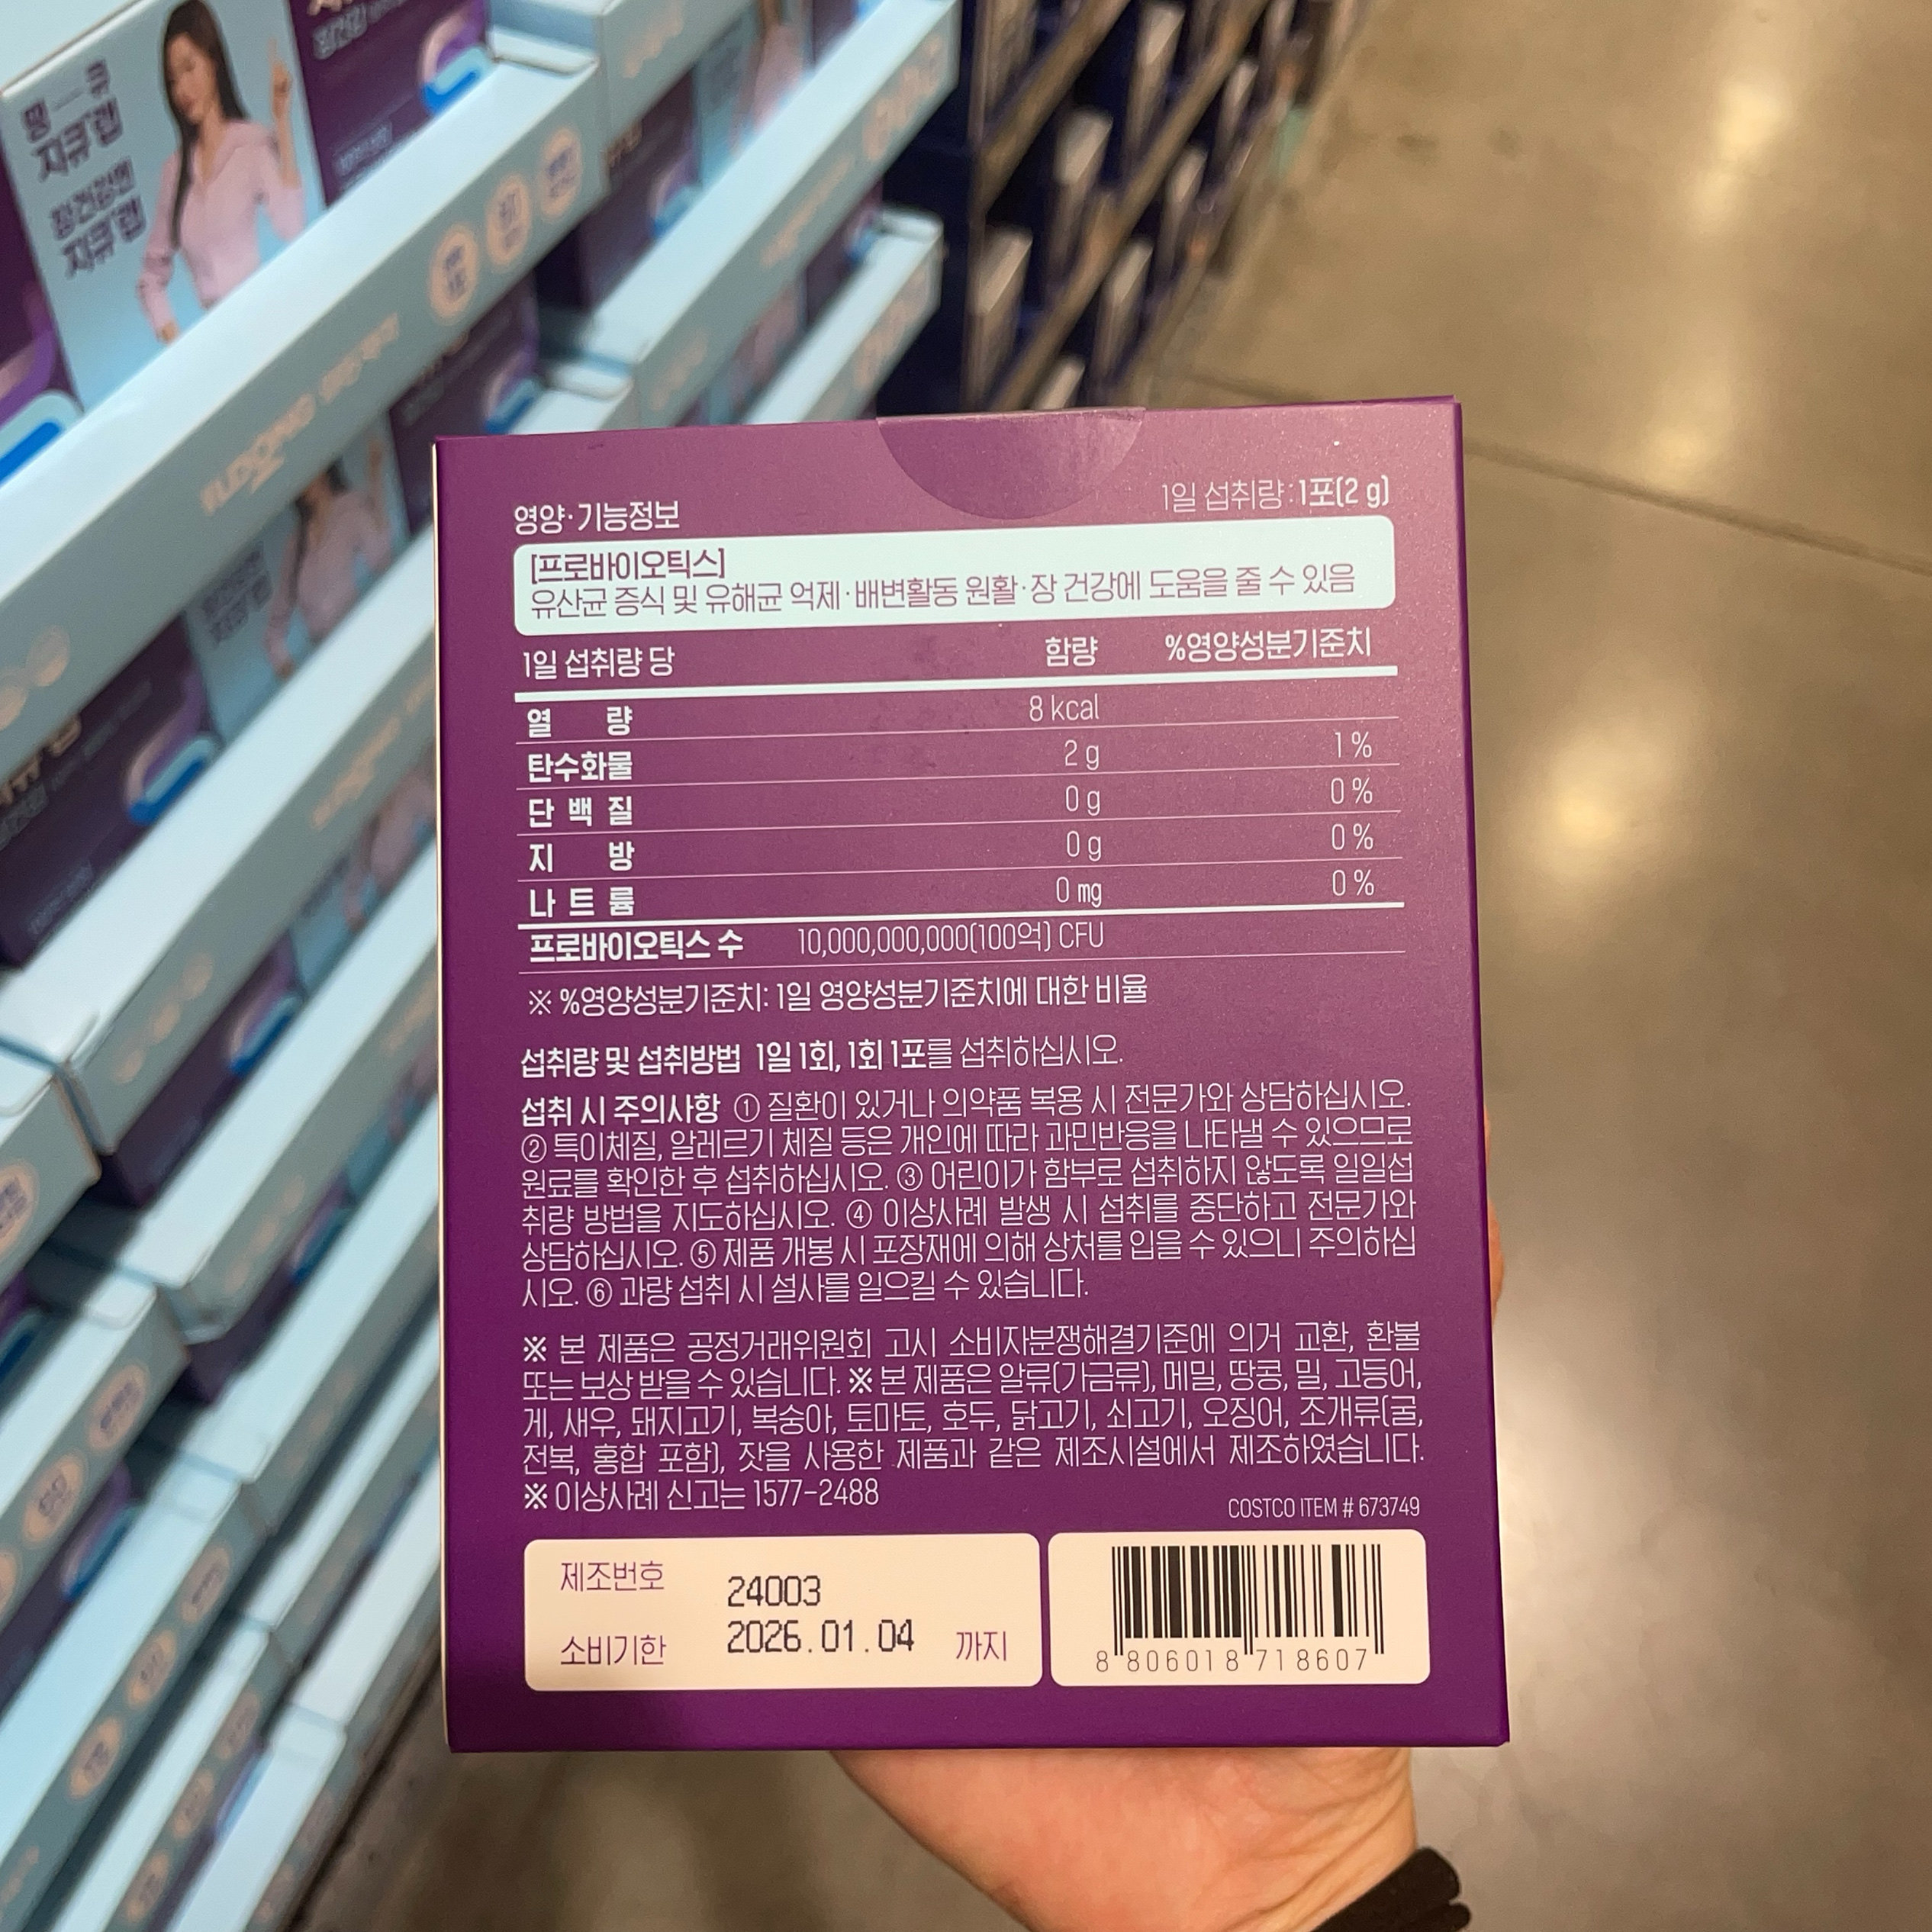 지큐랩
장건강엔
지큐랩
ILDONG
영양·기능정보
1일 섭취량:1포(2 g)
[프로바이오틱스]
유산균 증식 및 유해균 억제·배변활동 원활·장 건강에 도움을 줄 수 있음
1일 섭취량 당 함량 %영양성분기준치
열 량 8 kcal
탄수화물 2 g 1 %
단 백 질 0 g 0 %
지 방 0 g 0 %
나 트 륨 0 mg 0 %
프로바이오틱스 수 10,000,000,000(100억) CFU
※ %영양성분기준치: 1일 영양성분기준치에 대한 비율
섭취량 및 섭취방법 1일 1회, 1회 1포를 섭취하십시오.
섭취 시 주의사항 ① 질환이 있거나 의약품 복용 시 전문가와 상담하십시오.
② 특이체질, 알레르기 체질 등은 개인에 따라 과민반응을 나타낼 수 있으므로
원료를 확인한 후 섭취하십시오. ③ 어린이가 함부로 섭취하지 않도록 일일섭
취량 방법을 지도하십시오. ④ 이상사례 발생 시 섭취를 중단하고 전문가와
상담하십시오. ⑤ 제품 개봉 시 포장재에 의해 상처를 입을 수 있으니 주의하십
시오. ⑥ 과량 섭취 시 설사를 일으킬 수 있습니다.
※ 본 제품은 공정거래위원회 고시 소비자분쟁해결기준에 의거 교환, 환불
또는 보상 받을 수 있습니다. ※ 본 제품은 알류(가금류), 메밀, 땅콩, 밀, 고등어,
게, 새우, 돼지고기, 복숭아, 토마토, 호두, 닭고기, 쇠고기, 오징어, 조개류(굴,
전복, 홍합 포함), 잣을 사용한 제품과 같은 제조시설에서 제조하였습니다.
※ 이상사례 신고는 1577-2488
COSTCO ITEM # 673749
제조번호 24003
소비기한 2026.01.04 까지
8 806018 718607